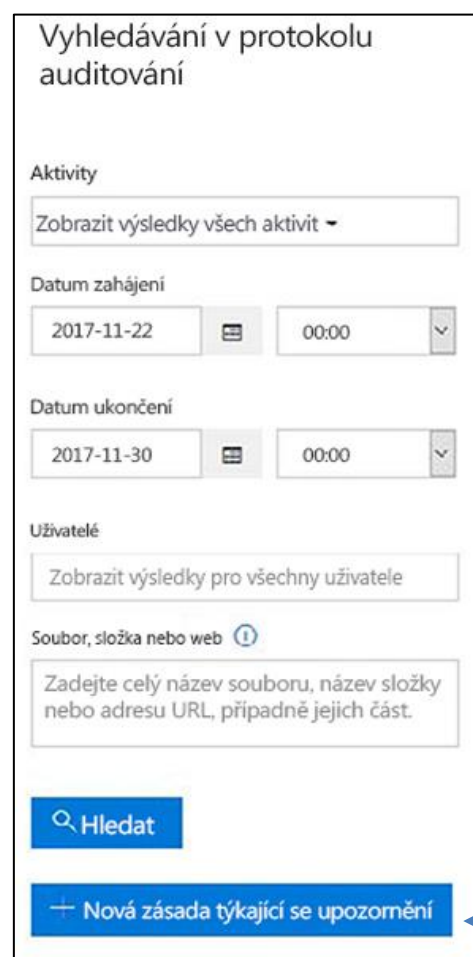 Vyhledávání v protokolu
auditování
Aktivity
Zobrazit výsledky všech aktivit
Datum zahájení
2017-11-22 00:00
Datum ukončení
2017-11-30 00:00
Uživatelé
Zobrazit výsledky pro všechny uživatele
Soubor, složka nebo web
Zadejte celý název souboru, název složky
nebo adresu URL, případně jejich část.
Hledat
Nová zásada týkající se upozornění